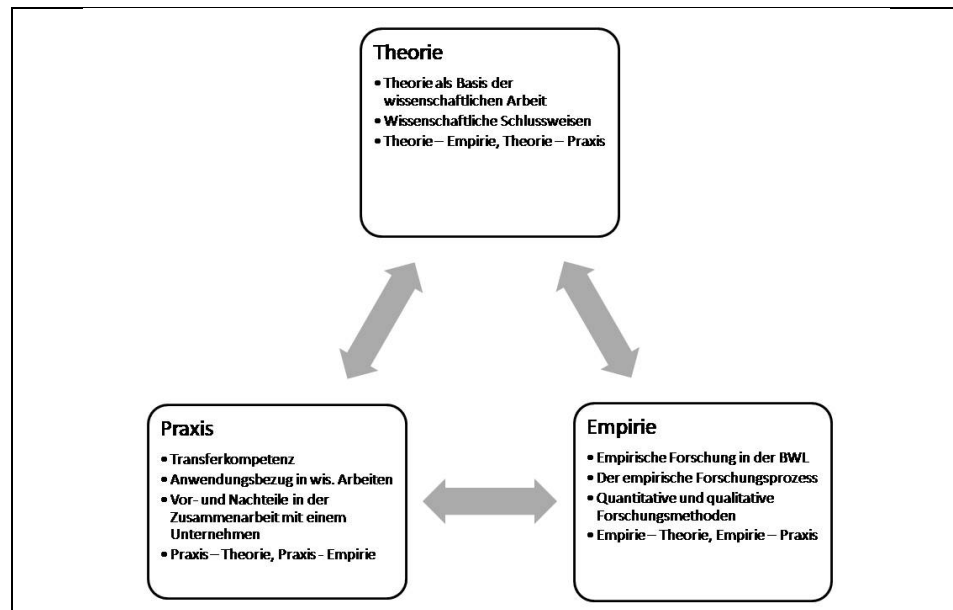 Theorie
• Theorie als Basis der
wissenschaftlichen Arbeit
• Wissenschaftliche Schlussweisen
• Theorie – Empirie, Theorie – Praxis
Praxis
• Transferkompetenz
• Anwendungsbezug in wis. Arbeiten
• Vor- und Nachteile in der
Zusammenarbeit mit einem
Unternehmen
• Praxis – Theorie, Praxis - Empirie
Empirie
• Empirische Forschung in der BWL
• Der empirische Forschungsprozess
• Quantitative und qualitative
Forschungsmethoden
• Empirie – Theorie, Empirie – Praxis